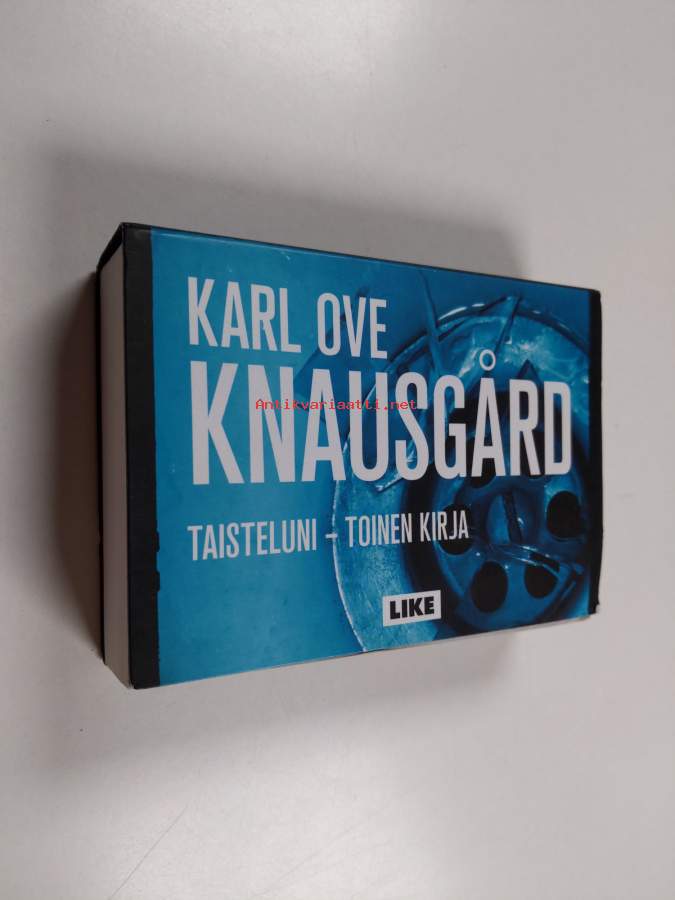 KARL OVE
KNAUSGÅRD
Antikvariaatti.net
TAISTELUNI – TOINEN KIRJA
LIKE